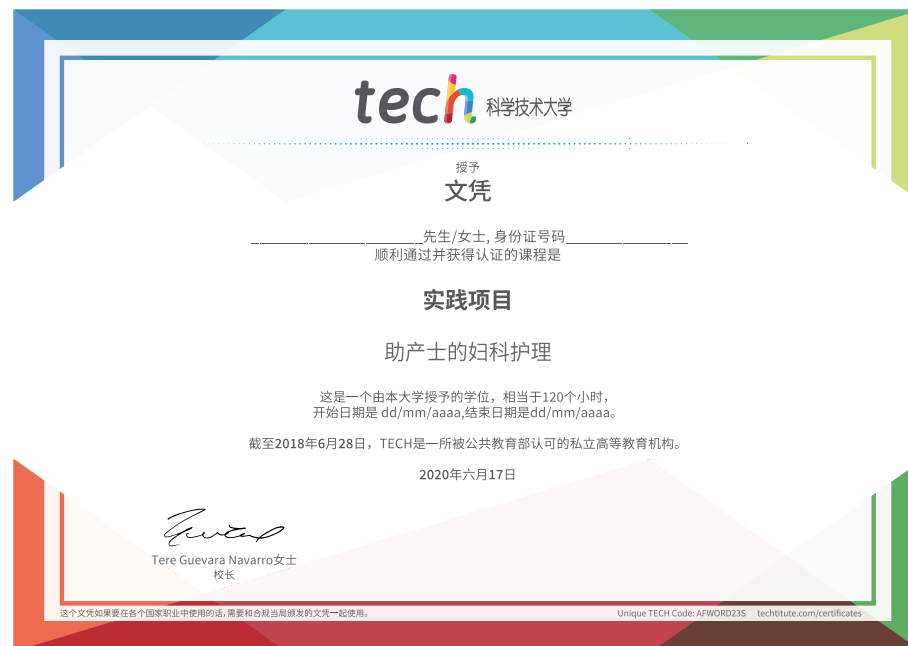 tech 科学技术大学
授予
文凭
______________________先生/女士, 身份证号码________________
顺利通过并获得认证的课程是
实践项目
助产士的妇科护理
这是一个由本大学授予的学位，相当于120个小时，
开始日期是 dd/mm/aaaa,结束日期是dd/mm/aaaa。
截至2018年6月28日，TECH是一所被公共教育部认可的私立高等教育机构。
2020年六月17日
Tere Guevara Navarro女士
校长
这个文凭如果要在各个国家职业中使用的话,需要和合规当局颁发的文凭一起使用。
Unique TECH Code: AFWORD23S techtitute.com/certificates